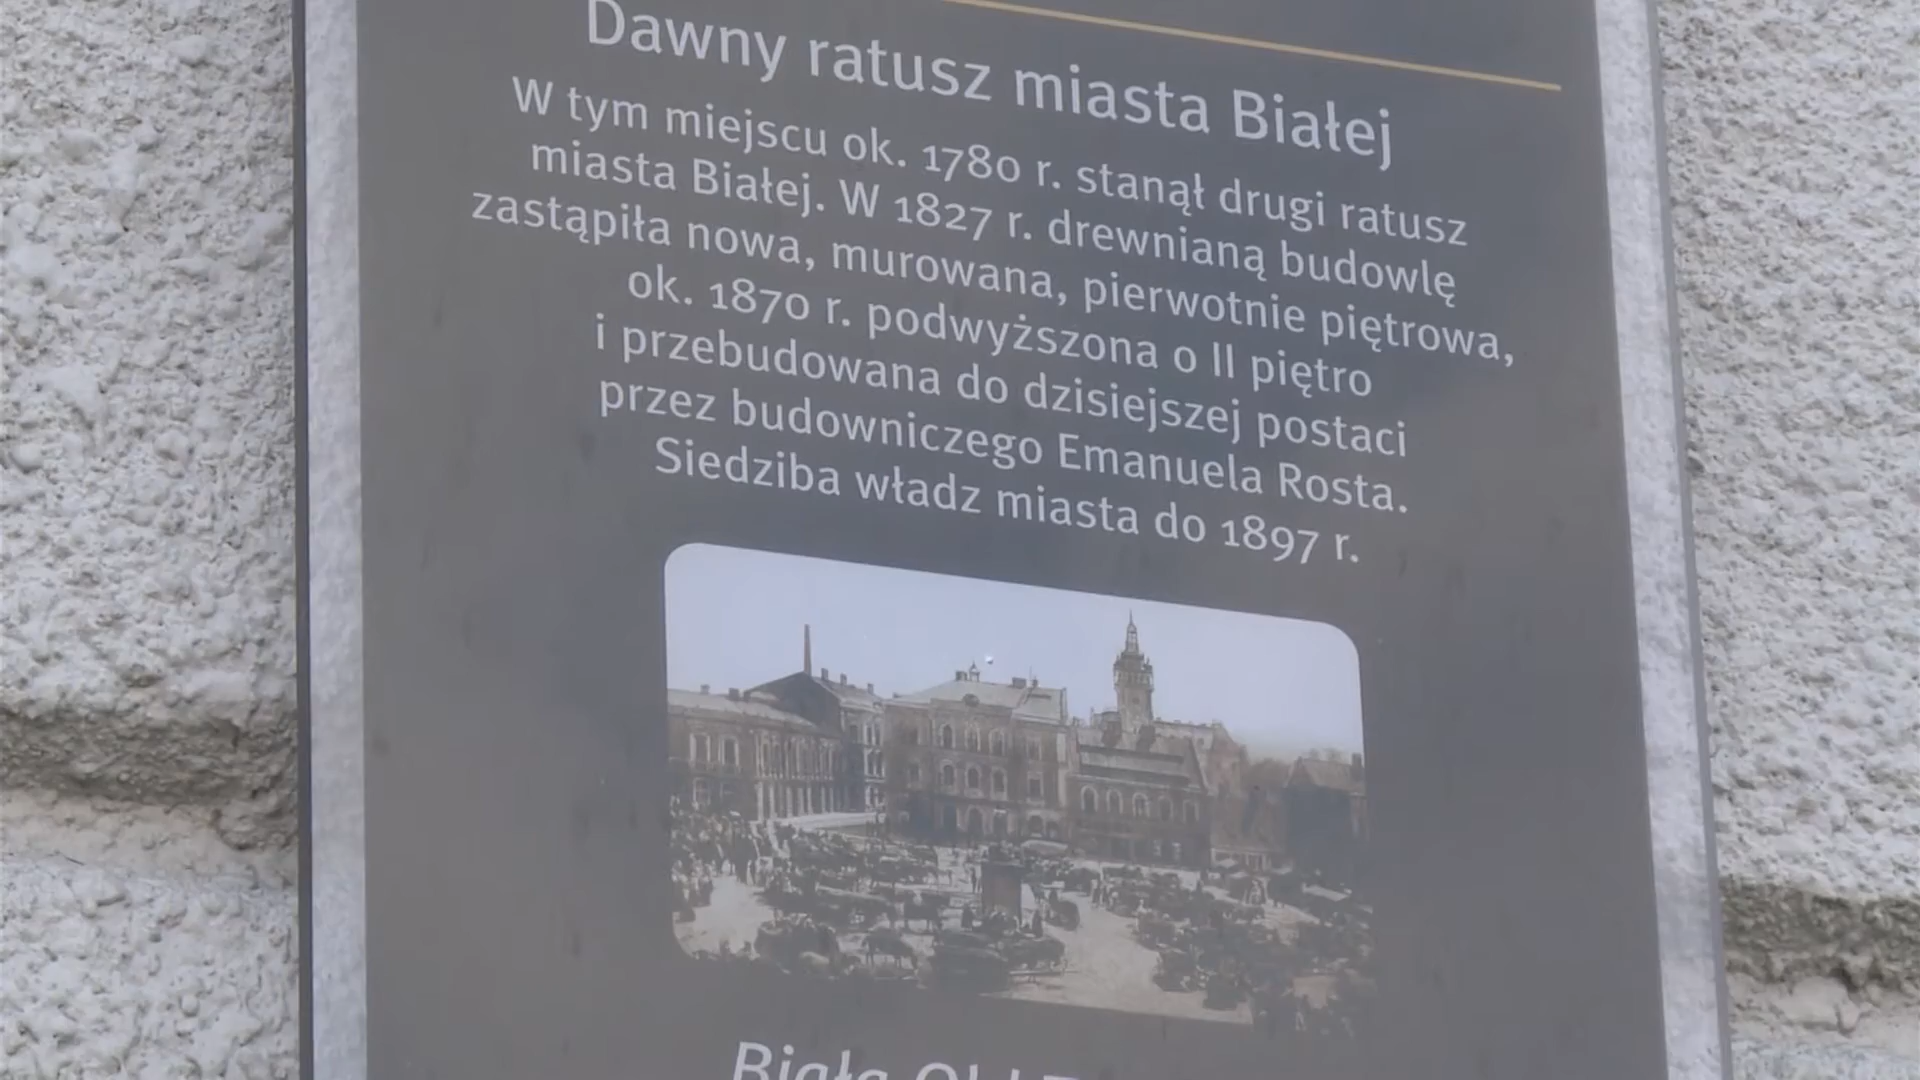 Dawny ratusz miasta Białej
W tym miejscu ok. 1780 r. stanął drugi ratusz
miasta Białej. W 1827 r. drewnianą budowlę
zastąpiła nowa, murowana, pierwotnie piętrowa,
ok. 1870 r. podwyższona o II piętro
i przebudowana do dzisiejszej postaci
przez budowniczego Emanuela Rosta.
Siedziba władz miasta do 1897 r.
Biała Old